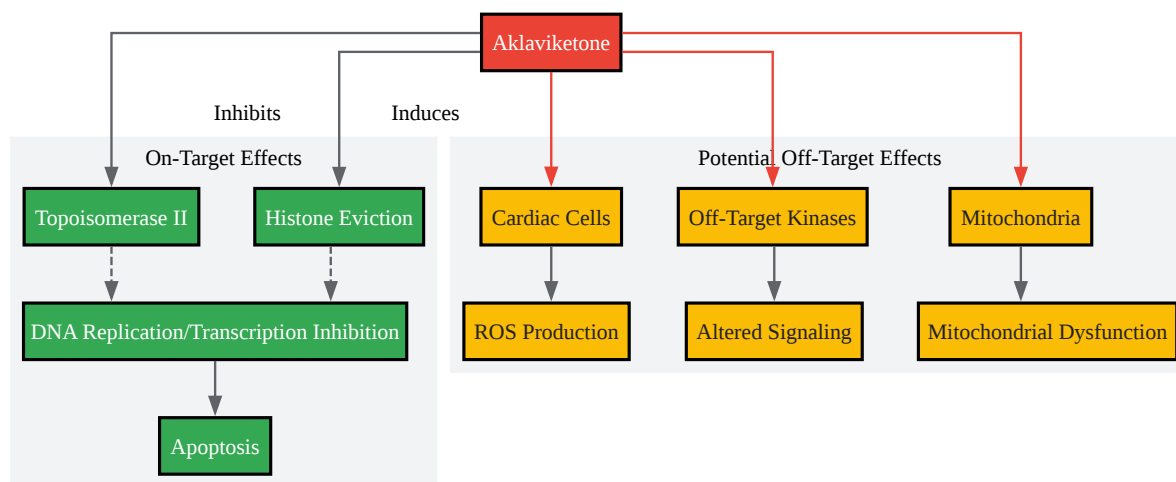 Aklaviketone
Inhibits
Induces
On-Target Effects
Potential Off-Target Effects
Topoisomerase II
Histone Eviction
Cardiac Cells
Off-Target Kinases
Mitochondria
DNA Replication/Transcription Inhibition
ROS Production
Altered Signaling
Mitochondrial Dysfunction
Apoptosis